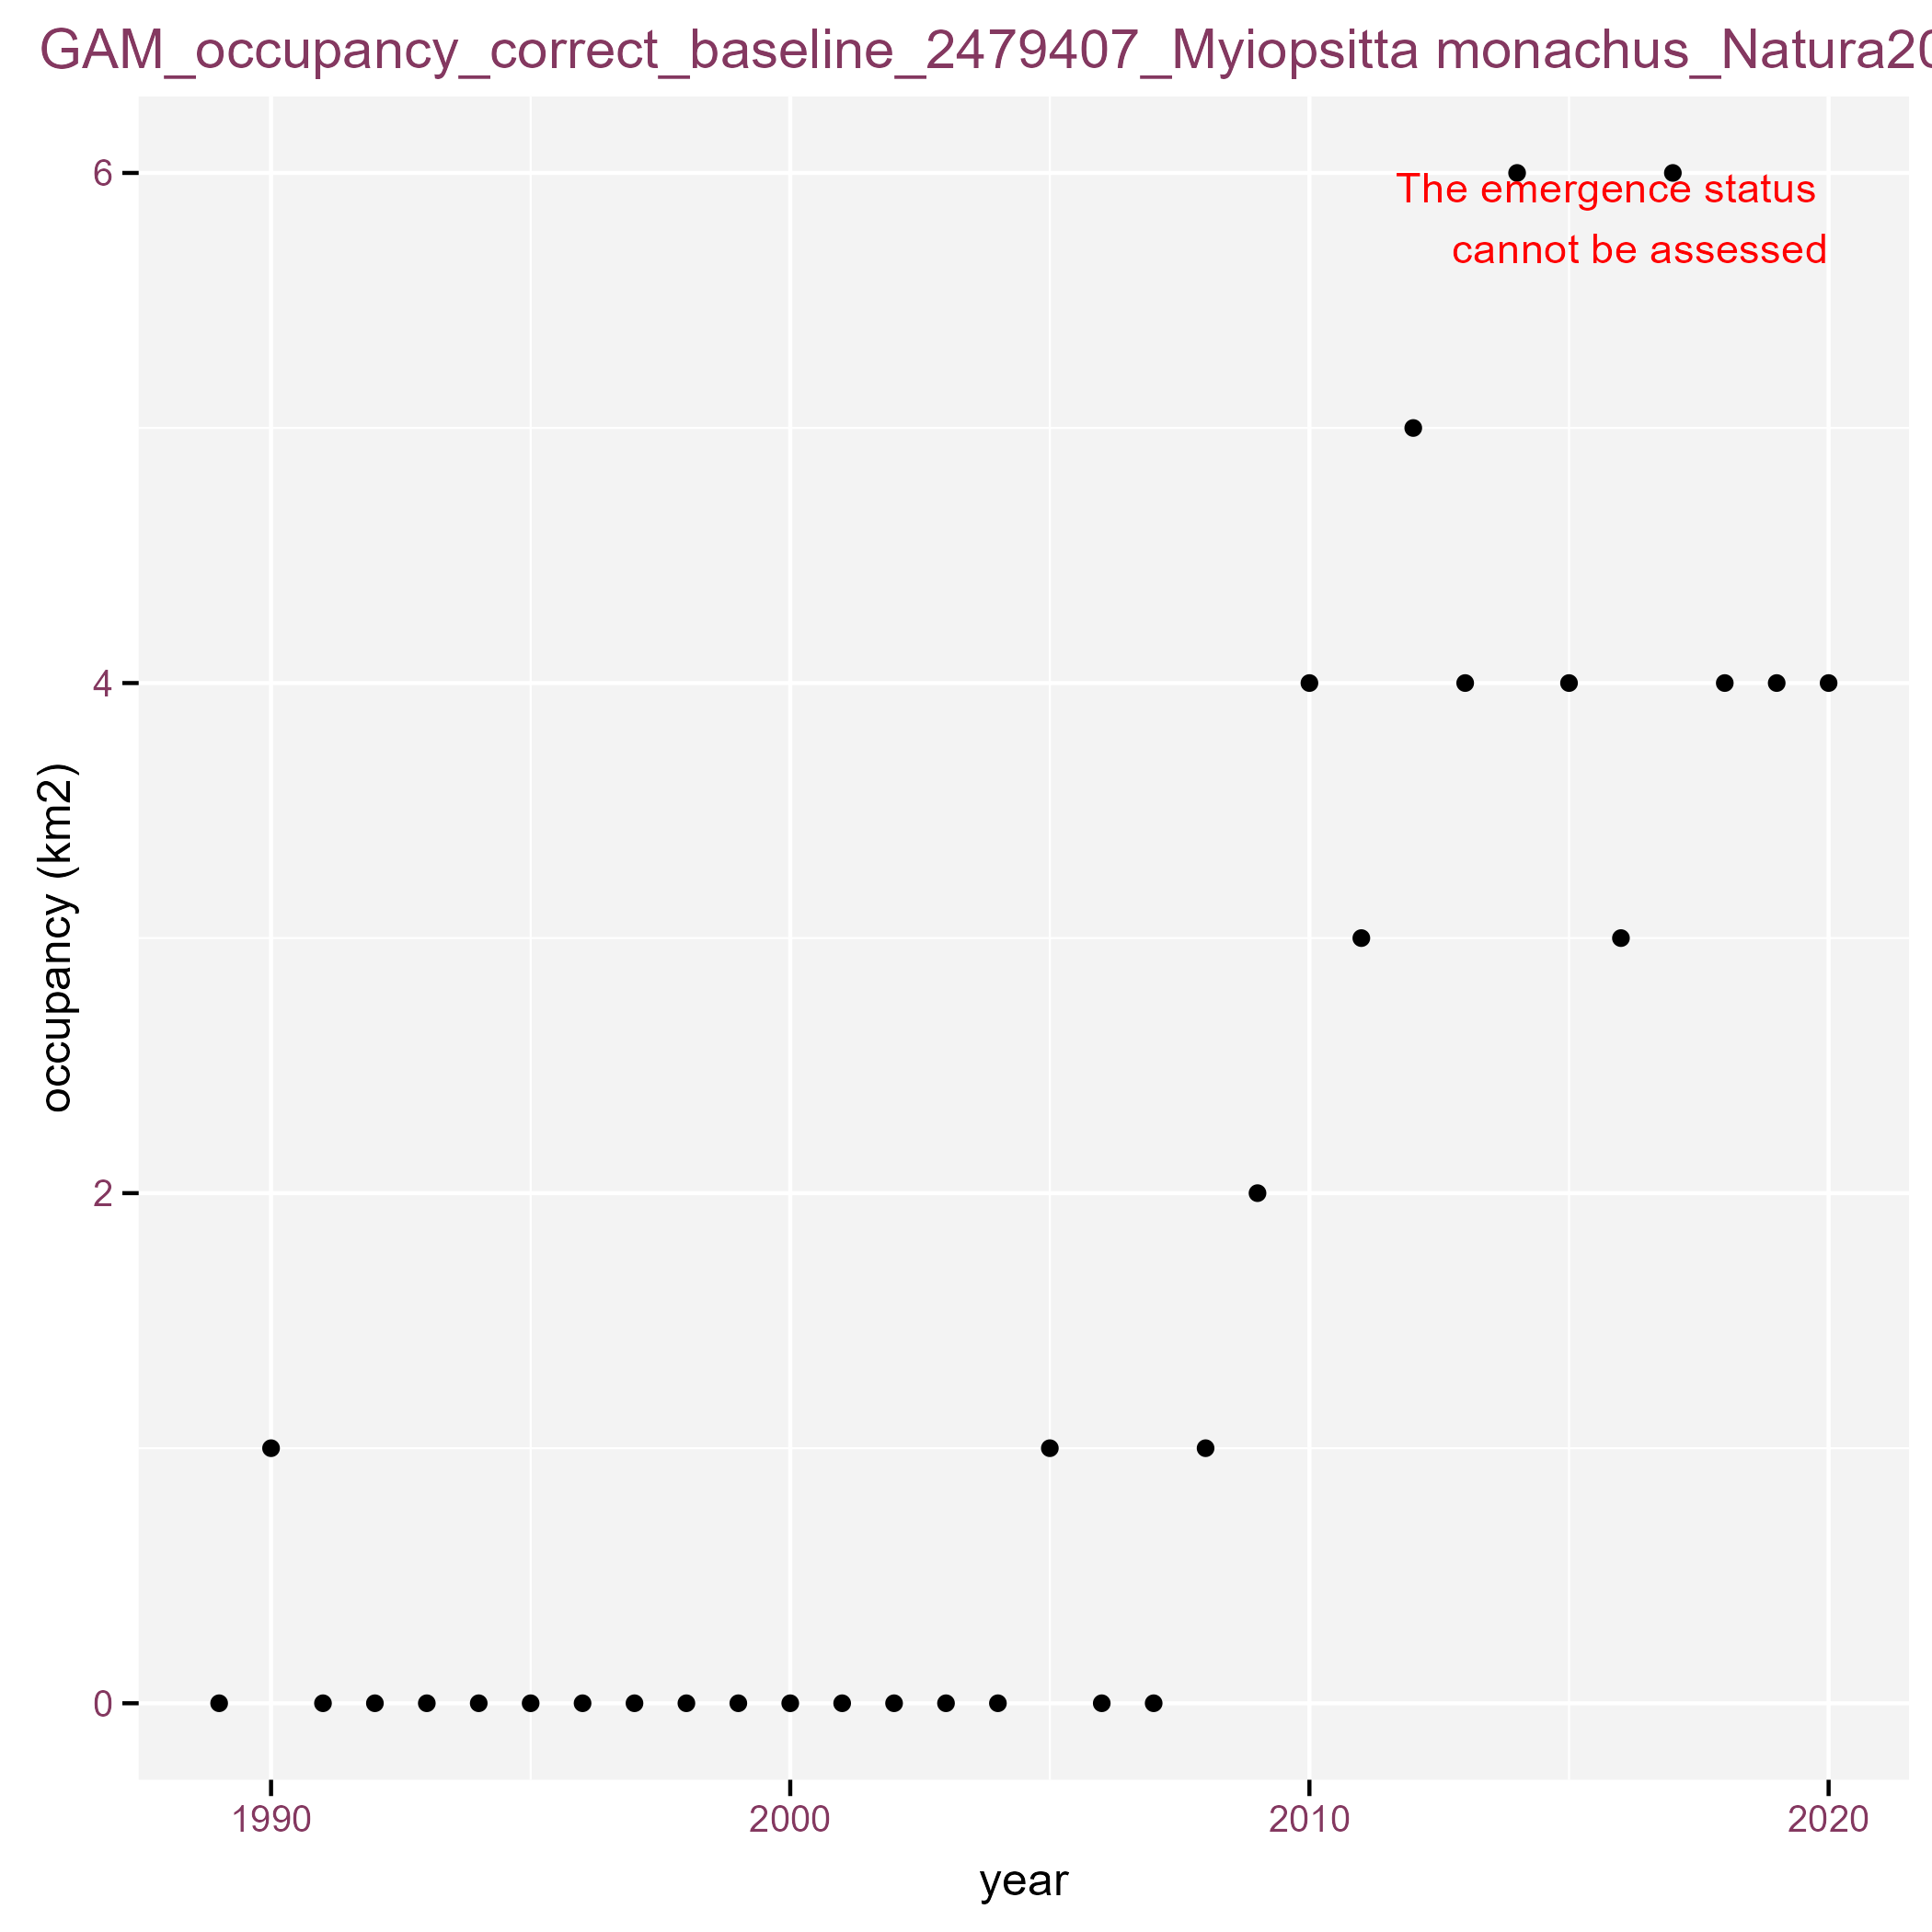 GAM_occupancy_correct_baseline_2479407_Myiopsitta monachus_Natura20
6
The emergence status
cannot be assessed
4
occupancy (km2)
2
0
1990 2000 2010 2020
year